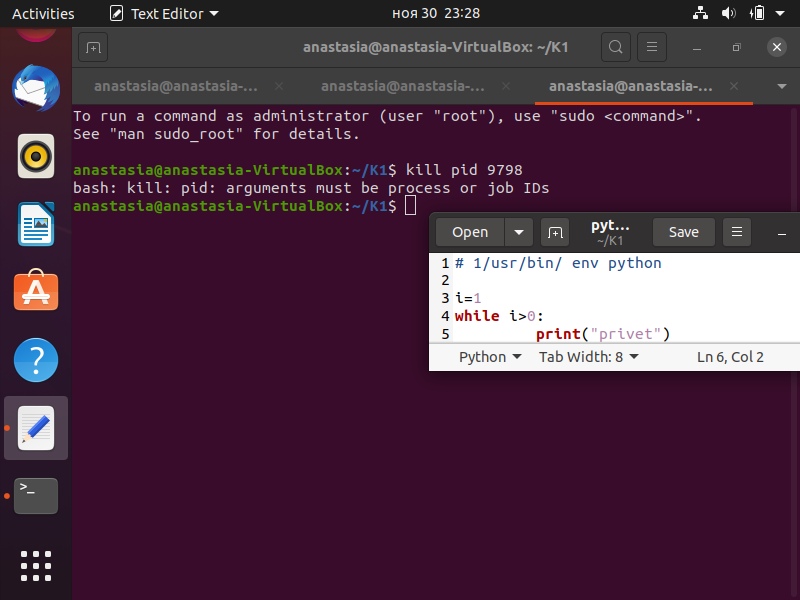 Activities
Text Editor
ноя 30 23:28
anastasia@anastasia-VirtualBox: ~/K1
anastasia@anastasia-...
anastasia@anastasia-...
anastasia@anastasia-...
To run a command as administrator (user "root"), use "sudo <command>".
See "man sudo_root" for details.
anastasia@anastasia-VirtualBox:~/K1$ kill pid 9798
bash: kill: pid: arguments must be process or job IDs
anastasia@anastasia-VirtualBox:~/K1$
Open
pyt...
~/K1
Save
1 # 1/usr/bin/ env python
2
3 i=1
4 while i>0:
5 print("privet")
Python
Tab Width: 8
Ln 6, Col 2